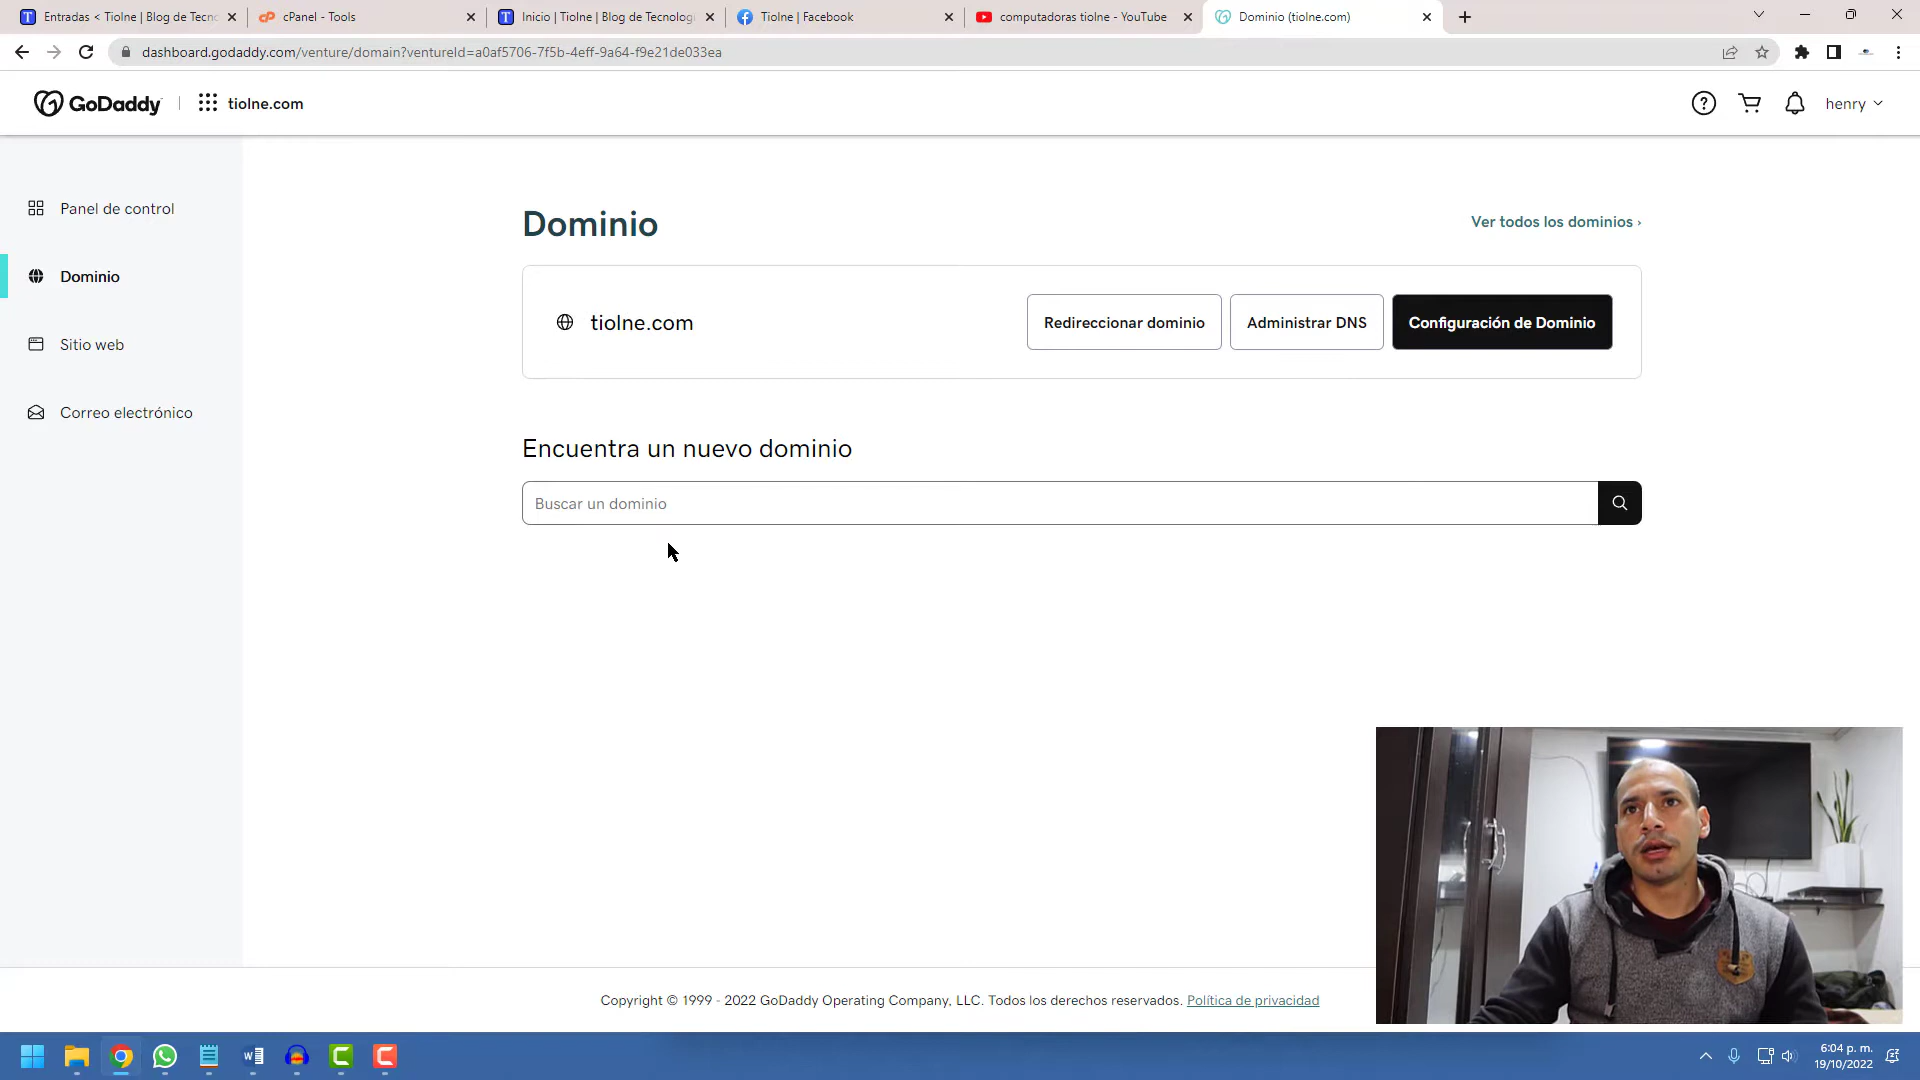 Entradas < Tiolne | Blog de Tecno
cPanel - Tools
Inicio | Tiolne | Blog de Tecnolog
Tiolne | Facebook
computadoras tiolne - YouTube
Dominio (tiolne.com)
dashboard.godaddy.com/venture/domain?ventureId=a0af5706-7f5b-4eff-9a64-f9e21de033ea
GoDaddy
tiolne.com
henry
Panel de control
Dominio
Sitio web
Correo electrónico
Dominio
Ver todos los dominios ›
tiolne.com
Redireccionar dominio
Administrar DNS
Configuración de Dominio
Encuentra un nuevo dominio
Buscar un dominio
Copyright © 1999 - 2022 GoDaddy Operating Company, LLC. Todos los derechos reservados. Política de privacidad
6:04 p. m.
19/10/2022